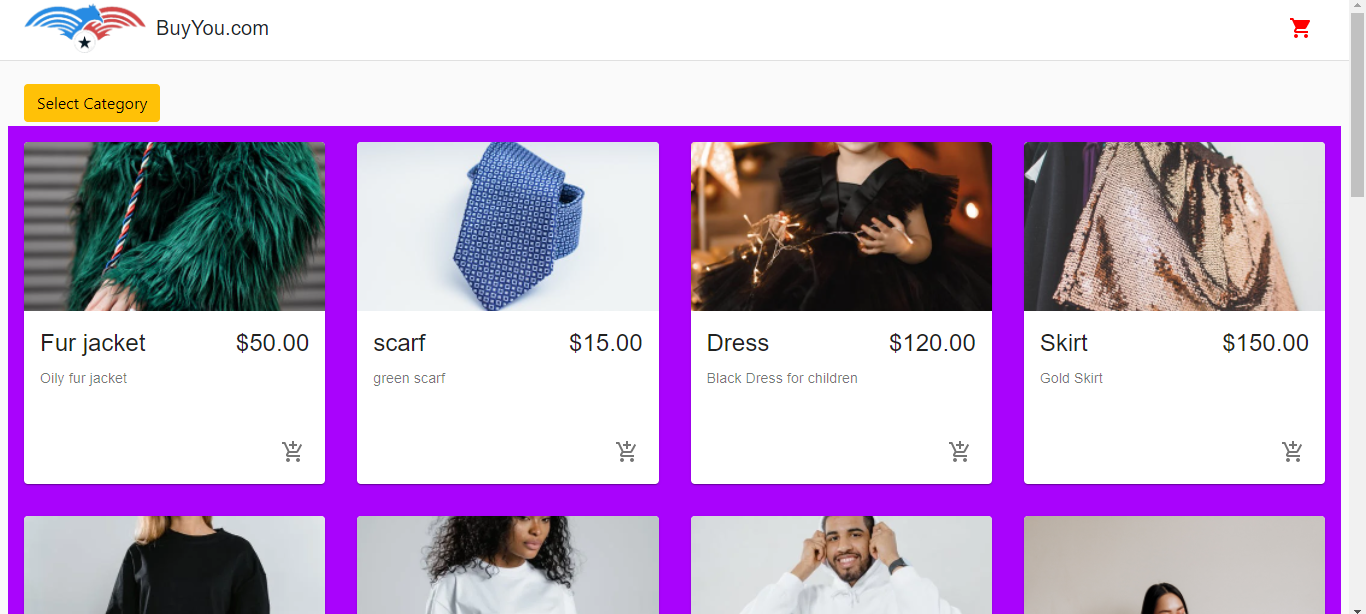 BuyYou.com
Select Category
Fur jacket $50.00
Oily fur jacket
scarf $15.00
green scarf
Dress $120.00
Black Dress for children
Skirt $150.00
Gold Skirt